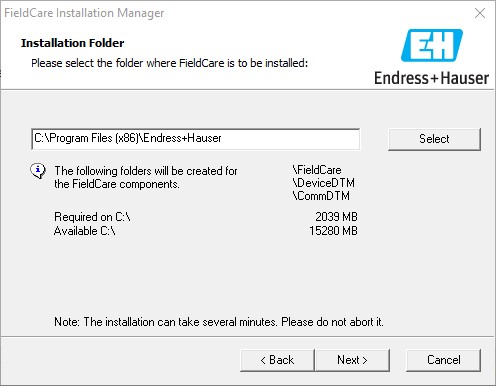 FieldCare Installation Manager
Installation Folder
Please select the folder where FieldCare is to be installed:
EH
Endress+Hauser
C:\Program Files (x86)\Endress+Hauser
Select
The following folders will be created for
the FieldCare components.
\FieldCare
\DeviceDTM
\CommDTM
Required on C:\ 2039 MB
Available C:\ 15280 MB
Note: The installation can take several minutes. Please do not abort it.
< Back Next > Cancel